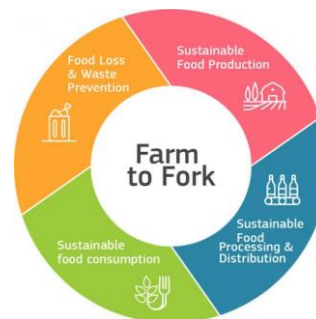 Food Loss
& Waste
Prevention
Sustainable
Food Production
Farm
to Fork
Sustainable
Food
Processing &
Distribution
Sustainable
food consumption